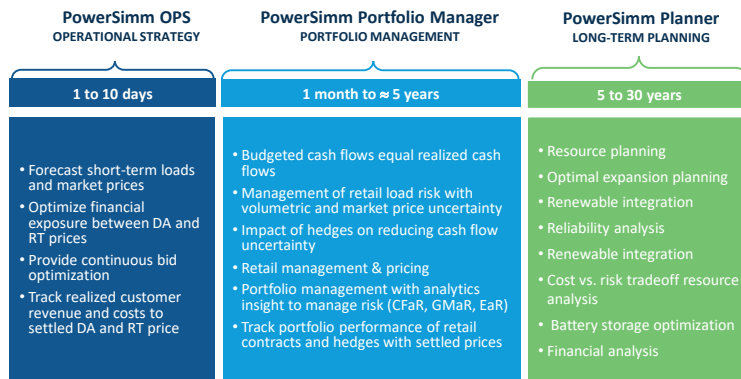 PowerSimm OPS
OPERATIONAL STRATEGY
1 to 10 days
• Forecast short-term loads
and market prices
• Optimize financial
exposure between DA and
RT prices
• Provide continuous bid
optimization
• Track realized customer
revenue and costs to
settled DA and RT price
PowerSimm Portfolio Manager
PORTFOLIO MANAGEMENT
1 month to ≈ 5 years
• Budgeted cash flows equal realized cash
flows
• Management of retail load risk with
volumetric and market price uncertainty
• Impact of hedges on reducing cash flow
uncertainty
• Retail management & pricing
• Portfolio management with analytics
insight to manage risk (CFaR, GMaR, EaR)
• Track portfolio performance of retail
contracts and hedges with settled prices
PowerSimm Planner
LONG-TERM PLANNING
5 to 30 years
• Resource planning
• Optimal expansion planning
• Renewable integration
• Reliability analysis
• Renewable integration
• Cost vs. risk tradeoff resource
analysis
• Battery storage optimization
• Financial analysis